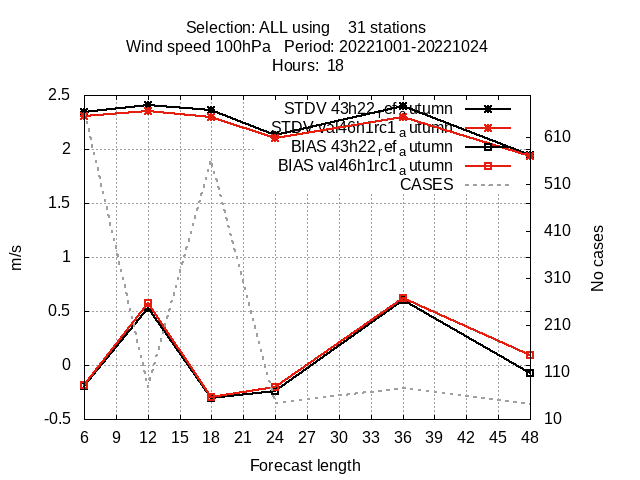 Selection: ALL using 31 stations
Wind speed 100hPa Period: 20221001-20221024
Hours: 18
2.5
2
1.5
1
0.5
0
-0.5
m/s
STDV 43h22_ref_autumn
STDV val46h1rc1_autumn
BIAS 43h22_ref_autumn
BIAS val46h1rc1_autumn
CASES
610
510
410
310
210
110
10
No cases
6 9 12 15 18 21 24 27 30 33 36 39 42 45 48
Forecast length